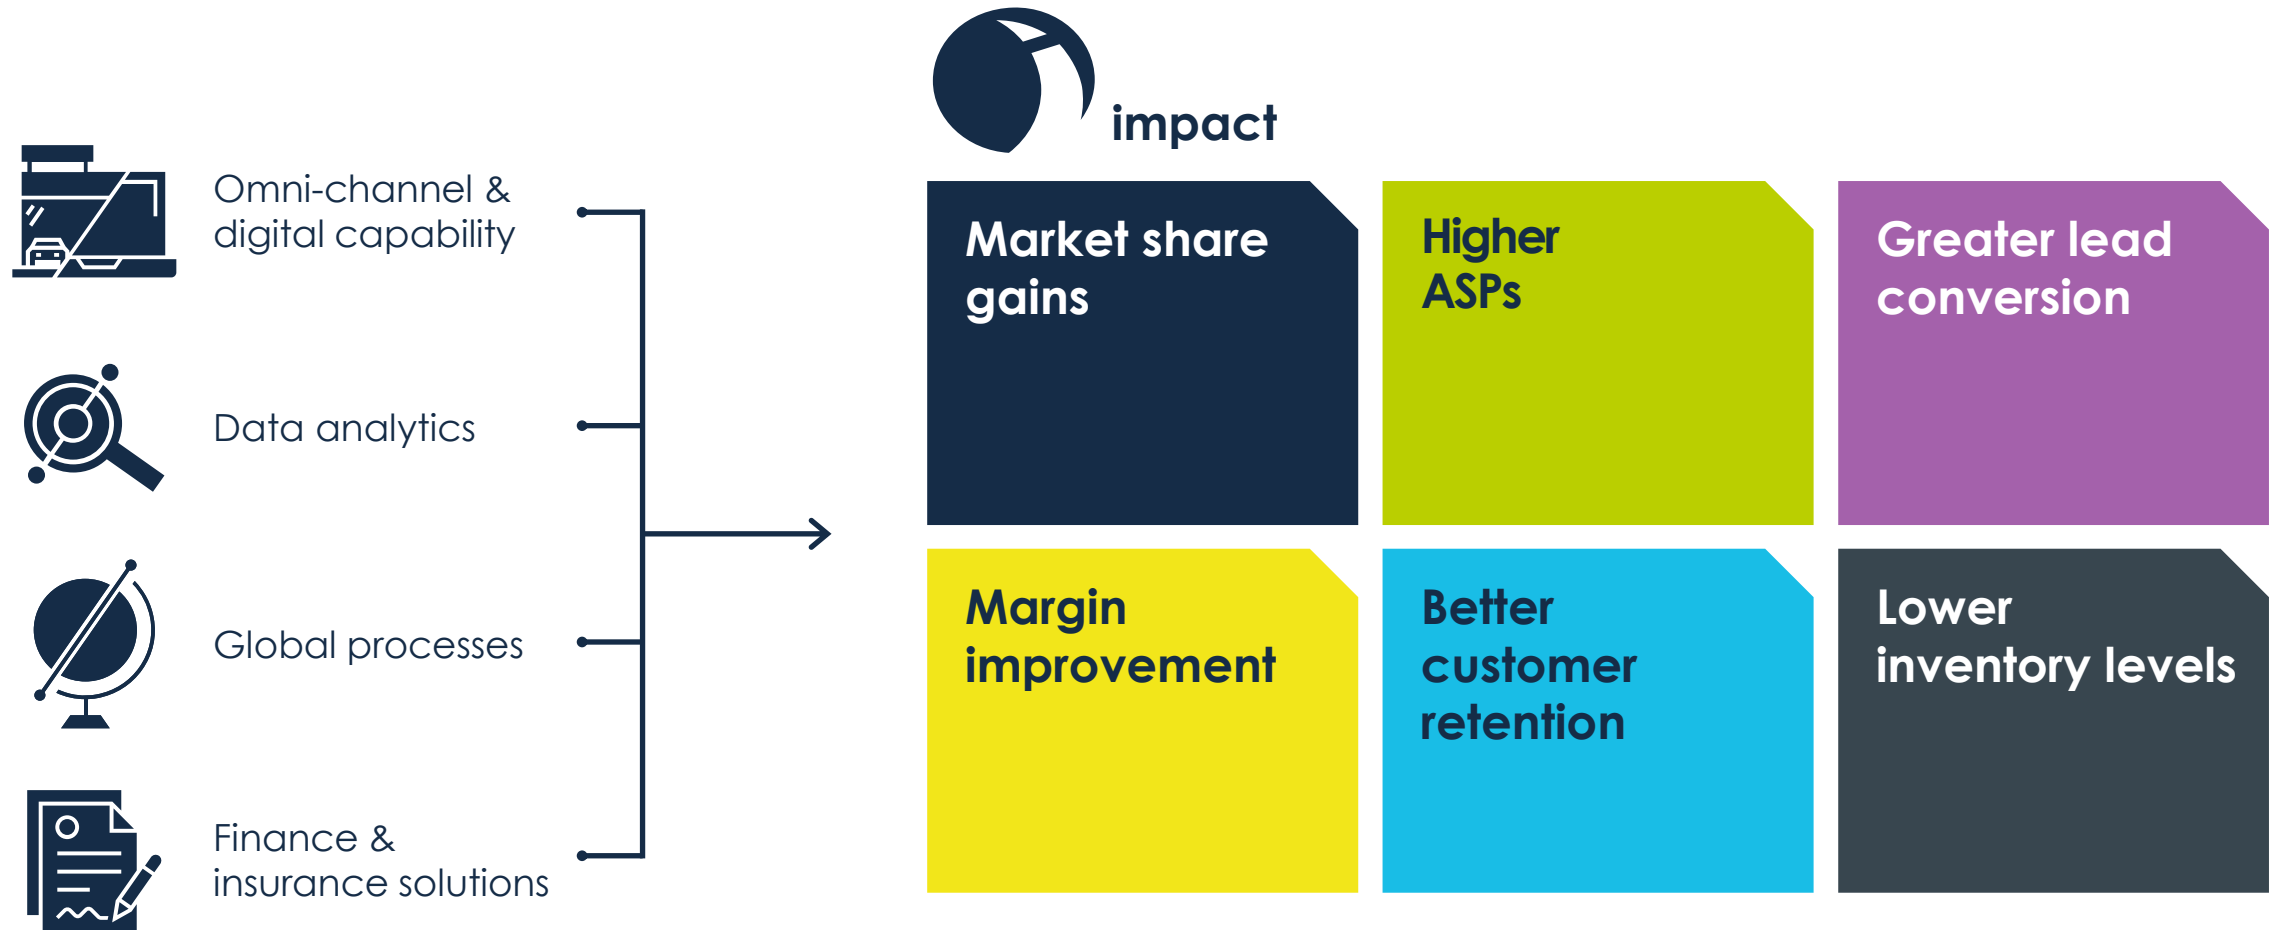 Omni-channel &
digital capability
Data analytics
Global processes
Finance &
insurance solutions
impact
Market share
gains
Higher
ASPs
Greater lead
conversion
Margin
improvement
Better
customer
retention
Lower
inventory levels